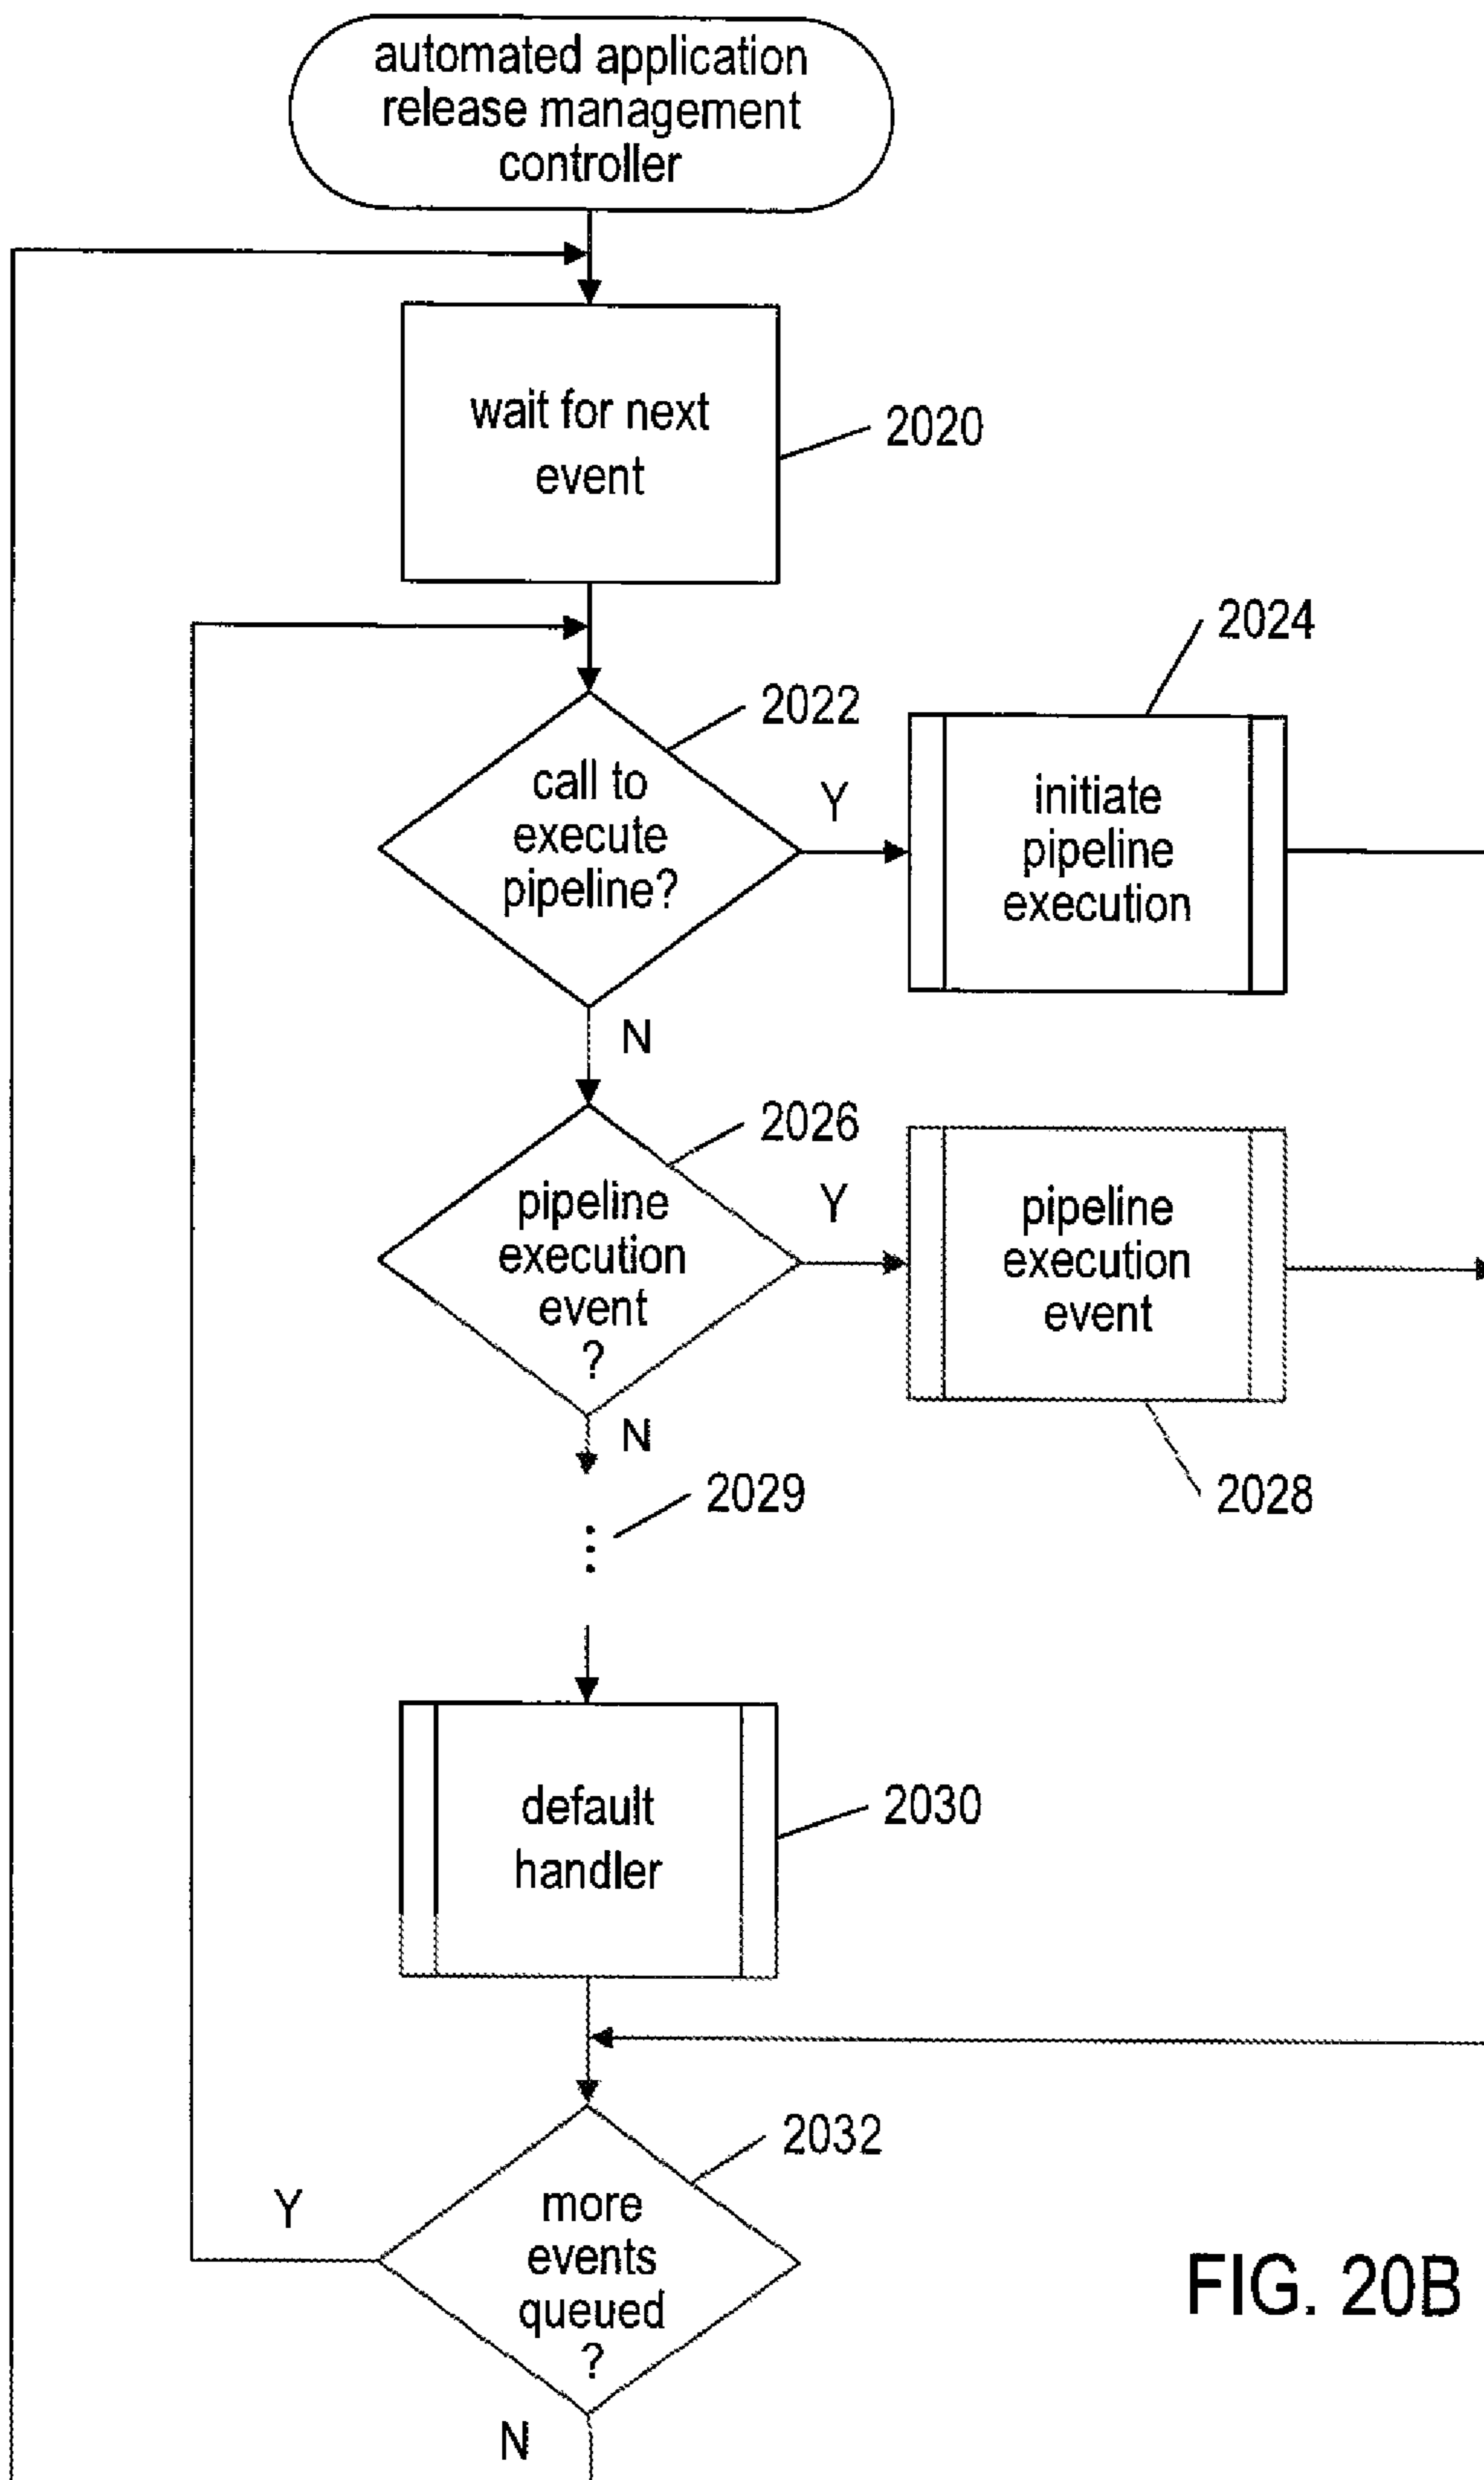 automated application
release management
controller
wait for next
event
2020
2024
2022
call to
execute
pipeline?
Y
initiate
pipeline
execution
N
2026
pipeline
execution
event
?
Y
pipeline
execution
event
N
2029
2028
default
handler
2030
2032
Y
more
events
queued
?
N
FIG. 20B